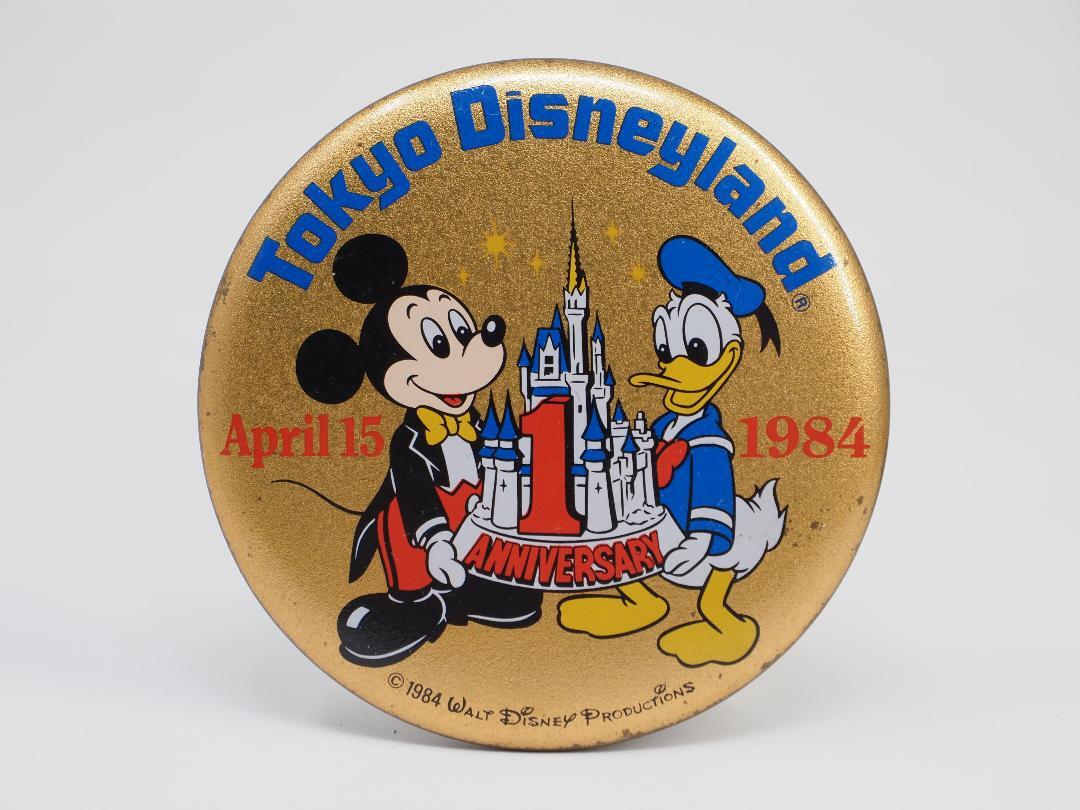 Tokyo Disneyland®
April 15
1984
1
ANNIVERSARY
© 1984 WALT DISNEY PRODUCTIONS